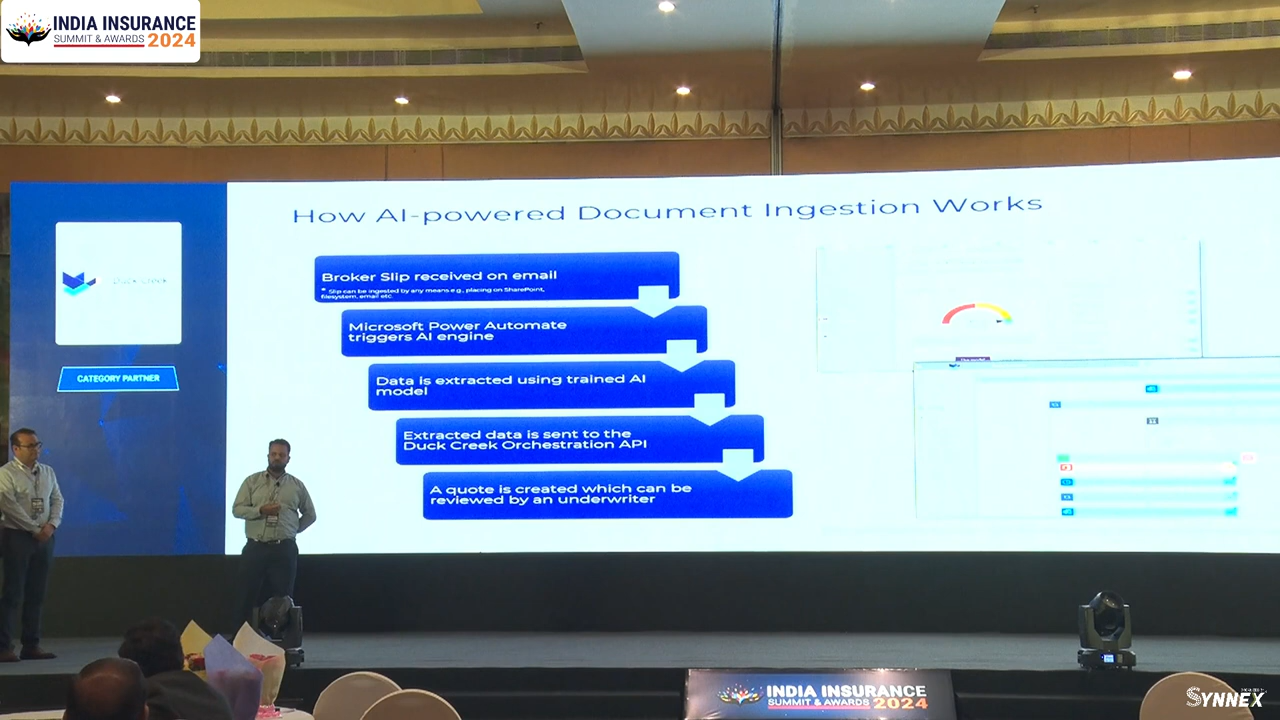 INDIA INSURANCE
SUMMIT & AWARDS 2024
How AI-powered Document Ingestion Works
Duck Creek
CATEGORY PARTNER
Broker Slip received on email
* Slip can be ingested by any means e.g., placing on SharePoint,
filesystem, email etc.
Microsoft Power Automate
triggers AI engine
Data is extracted using trained AI
model
Extracted data is sent to the
Duck Creek Orchestration API
A quote is created which can be
reviewed by an underwriter
INDIA INSURANCE
SUMMIT & AWARDS 2024
SYNNEX